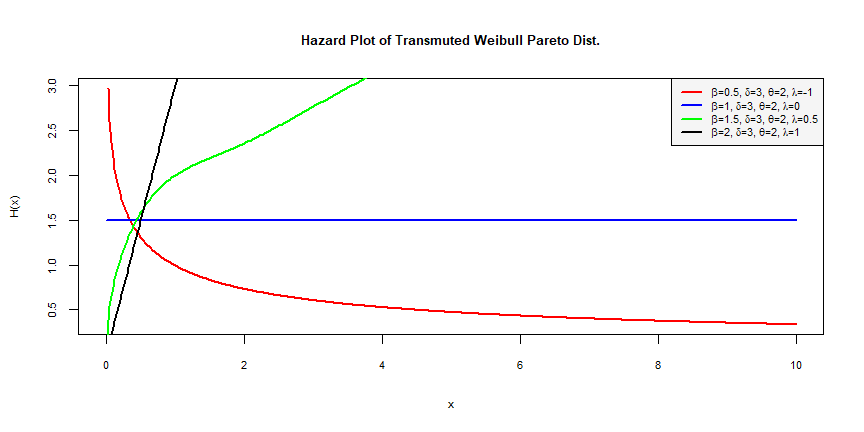 Hazard Plot of Transmuted Weibull Pareto Dist.
β=0.5, δ=3, θ=2, λ=-1
β=1, δ=3, θ=2, λ=0
β=1.5, δ=3, θ=2, λ=0.5
β=2, δ=3, θ=2, λ=1
H(x)
3.0
2.5
2.0
1.5
1.0
0.5
0 2 4 6 8 10
x